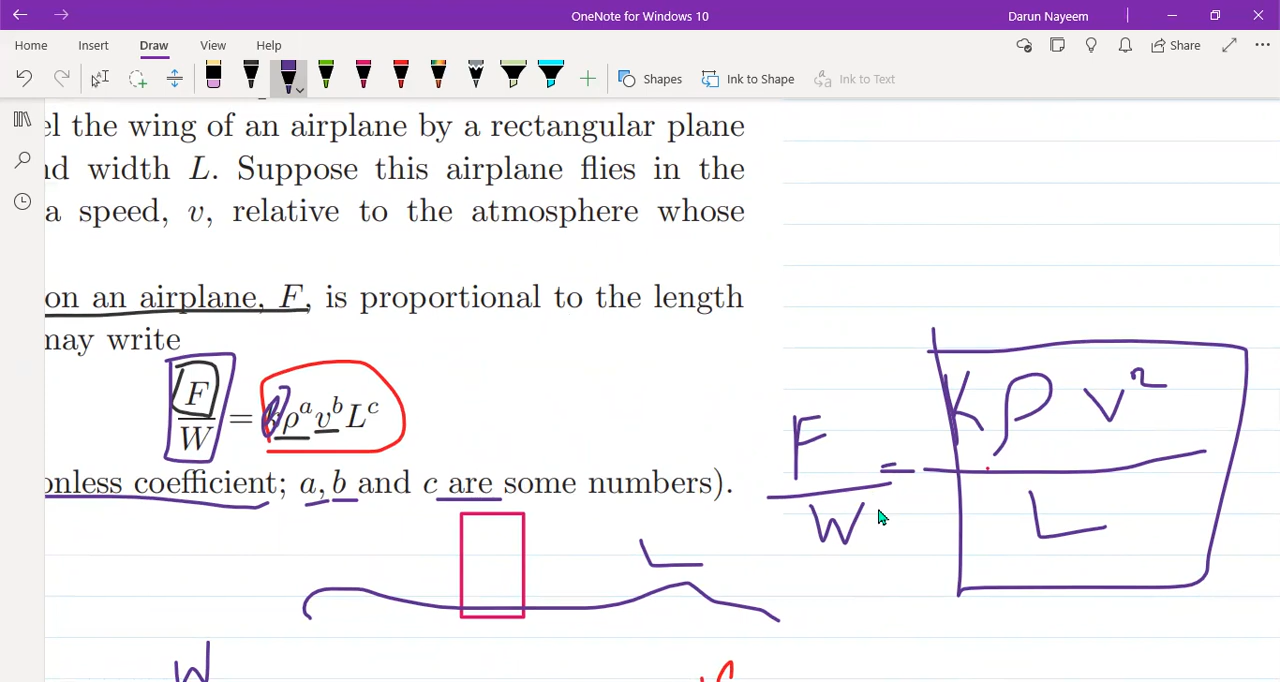 OneNote for Windows 10
Darun Nayeem
Home Insert Draw View Help
Share
Shapes
Ink to Shape
Ink to Text
el the wing of an airplane by a rectangular plane
nd width L. Suppose this airplane flies in the
a speed, v, relative to the atmosphere whose
on an airplane, F, is proportional to the length
may write
F/W = kρ^a v^b L^c
F/W = KρV²/L
onless coefficient; a, b and c are some numbers).
L
W